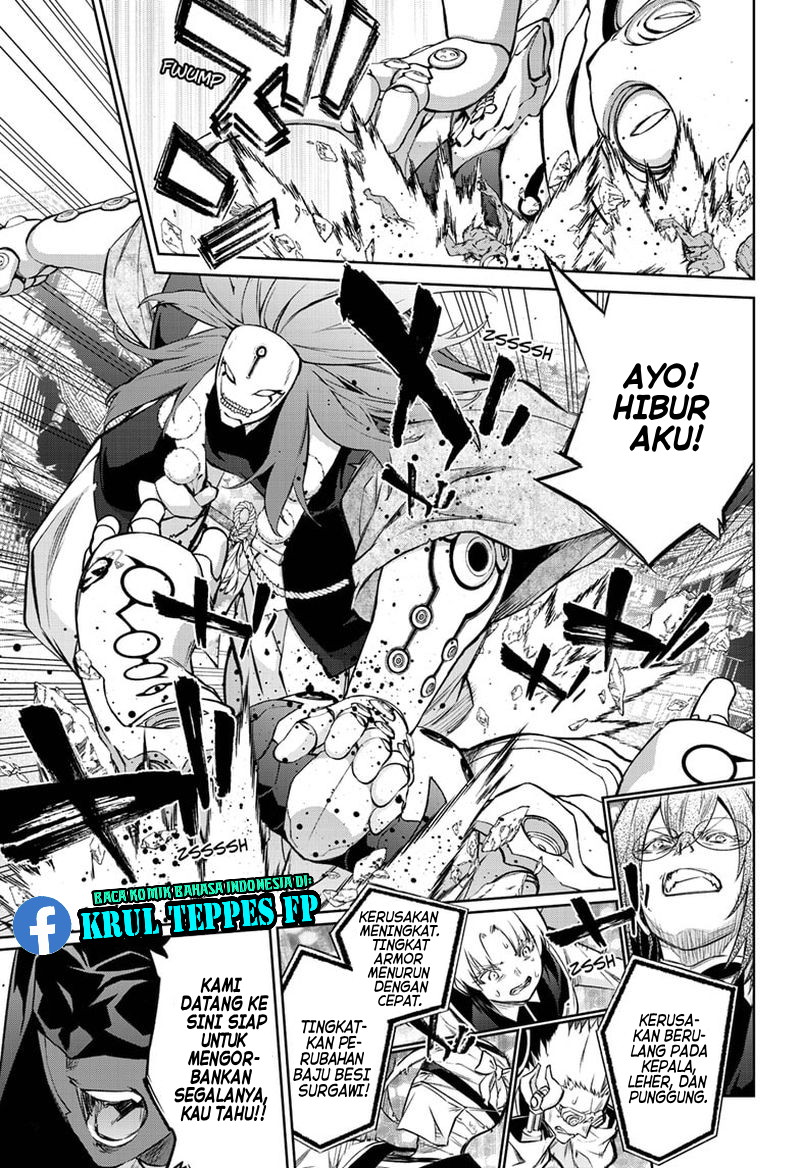 FWUMP
ZSSSSH
AYO!
HIBUR
AKU!
ZSSSSSH
ZSSH
KERUSA-
KAN BERU-
LANG PADA
KEPALA,
LEHER, DAN
PUNGGUNG.
KERUSAKAN
MENINGKAT.
TINGKAT
ARMOR
MENURUN
DENGAN
CEPAT.
TINGKAT-
KAN PE-
RUBAHAN
BAJU BESI
SURGAWI!
BACA KOMIK BAHASA INDONESIA DI:
f KRUL TEPPES FP
KAMI
DATANG KE
SINI SIAP
UNTUK
MENGOR-
BANKAN
SEGALANYA,
KAU TAHU!!